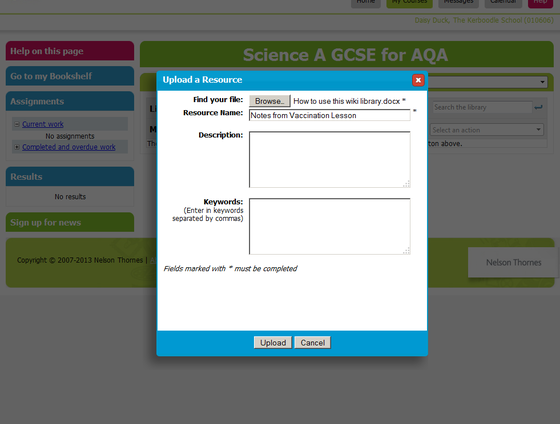 Home My Courses Messages Calendar Help
Daisy Duck, The Kerboodle School (010606)
Help on this page
Science A GCSE for AQA
Go to my Bookshelf
Upload a Resource
Find your file: Browse.. How to use this wiki library.docx *
Assignments
Resource Name: Notes from Vaccination Lesson *
Search the library
Current work
Description:
Select an action
No assignments
ton above.
Completed and overdue work
Results
Keywords:
(Enter in keywords
separated by commas)
No results
Sign up for news
Copyright © 2007-2013 Nelson Thornes |
Nelson Thornes
Fields marked with * must be completed
Upload Cancel